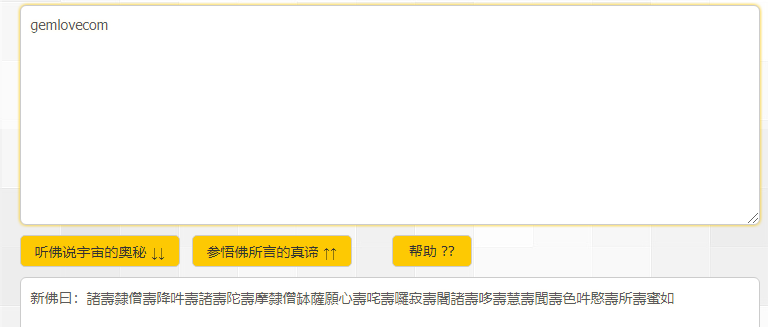 gemlovecom
听佛说宇宙的奥秘 ↓↓ 参悟佛所言的真谛 ↑↑ 帮助 ??
新佛曰：諸壽隸僧壽降吽壽諸壽陀壽摩隸僧缽薩願心壽咤壽囉寂壽闍諸壽哆壽慧壽聞壽色吽愍壽所壽蜜如